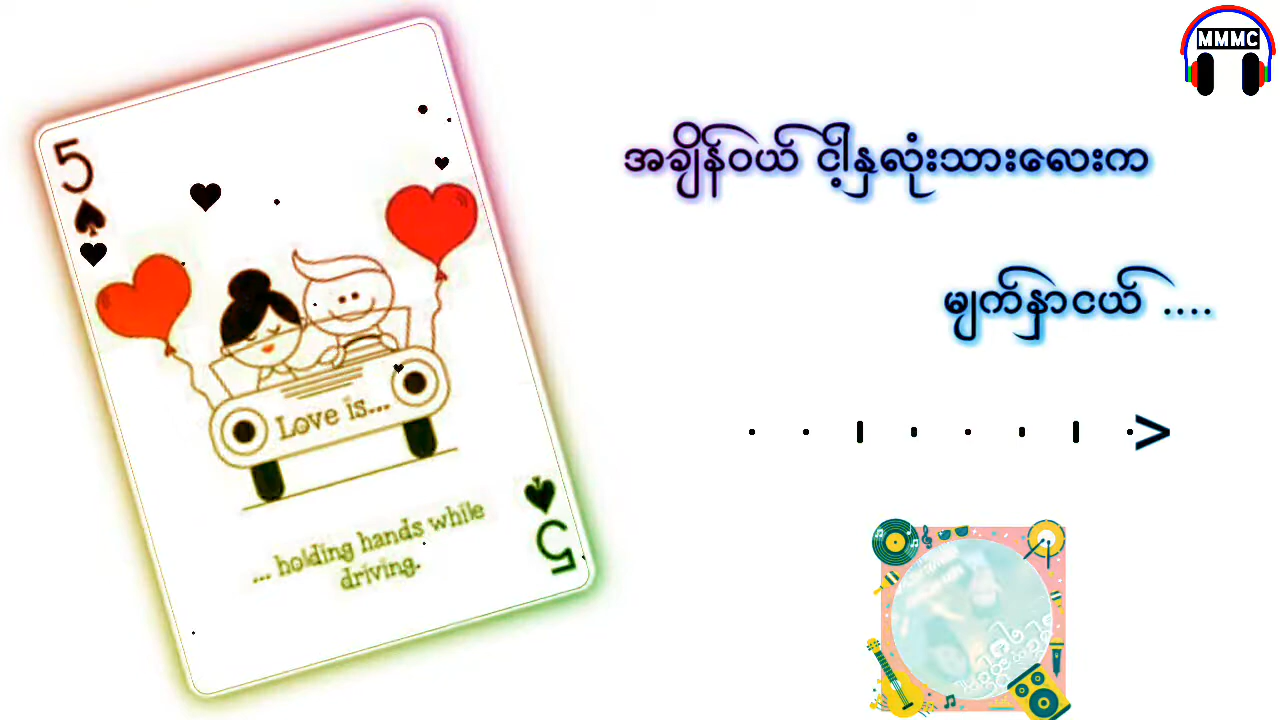 MMMC
5
အချိန်ဝယ် ငါ့နှလုံးသားလေးက
မျက်နှာငယ် ....
Love is...
... holding hands while
driving.
5